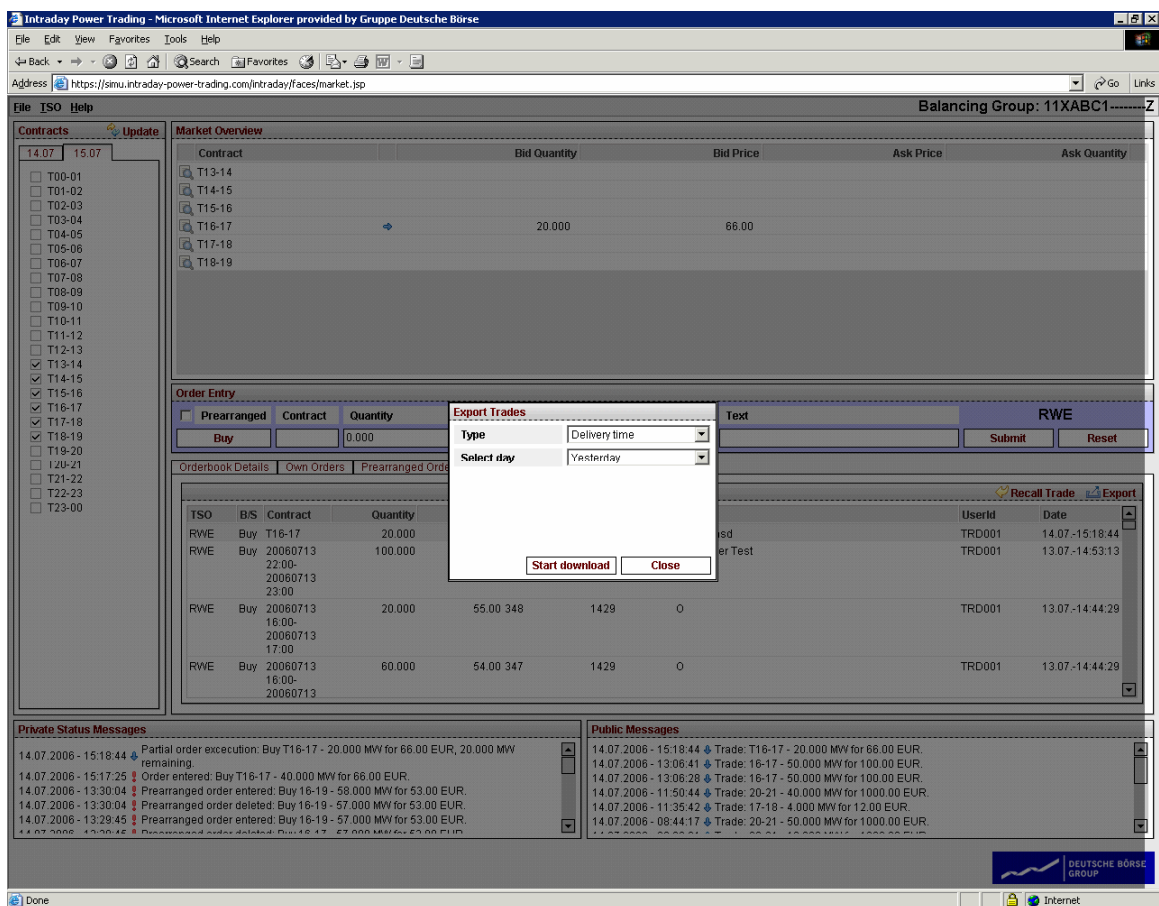 Intraday Power Trading - Microsoft Internet Explorer provided by Gruppe Deutsche Börse
File Edit View Favorites Tools Help
Back Search Favorites
Address https://simu.intraday-power-trading.com/intraday/faces/market.jsp Go Links
File TSO Help Balancing Group: 11XABC1--------Z
Contracts Update
14.07 15.07
T00-01
T01-02
T02-03
T03-04
T04-05
T05-06
T06-07
T07-08
T08-09
T09-10
T10-11
T11-12
T12-13
T13-14
T14-15
T15-16
T16-17
T17-18
T18-19
T19-20
T20-21
T21-22
T22-23
T23-00
Market Overview
Contract Bid Quantity Bid Price Ask Price Ask Quantity
T13-14
T14-15
T15-16
T16-17 20.000 66.00
T17-18
T18-19
Order Entry
Prearranged Contract Quantity Text RWE
Buy 0.000 Submit Reset
Export Trades
Type Delivery time
Select day Yesterday
Start download Close
Orderbook Details Own Orders Prearranged Orde
Recall Trade Export
TSO B/S Contract Quantity UserId Date
RWE Buy T16-17 20.000 asd TRD001 14.07.-15:18:44
RWE Buy 20060713 100.000 er Test TRD001 13.07.-14:53:13
22:00-
20060713
23:00
RWE Buy 20060713 20.000 55.00 348 1429 O TRD001 13.07.-14:44:29
16:00-
20060713
17:00
RWE Buy 20060713 60.000 54.00 347 1429 O TRD001 13.07.-14:44:29
16:00-
20060713
Private Status Messages
14.07.2006 - 15:18:44 Partial order excecution: Buy T16-17 - 20.000 MW for 66.00 EUR, 20.000 MW
remaining.
14.07.2006 - 15:17:25 Order entered: Buy T16-17 - 40.000 MW for 66.00 EUR.
14.07.2006 - 13:30:04 Prearranged order entered: Buy 16-19 - 58.000 MW for 53.00 EUR.
14.07.2006 - 13:30:04 Prearranged order deleted: Buy 16-19 - 57.000 MW for 53.00 EUR.
14.07.2006 - 13:29:45 Prearranged order entered: Buy 16-19 - 57.000 MW for 53.00 EUR.
Public Messages
14.07.2006 - 15:18:44 Trade: T16-17 - 20.000 MW for 66.00 EUR.
14.07.2006 - 13:06:41 Trade: 16-17 - 50.000 MW for 100.00 EUR.
14.07.2006 - 13:06:28 Trade: 16-17 - 50.000 MW for 100.00 EUR.
14.07.2006 - 11:50:44 Trade: 20-21 - 40.000 MW for 1000.00 EUR.
14.07.2006 - 11:35:42 Trade: 17-18 - 4.000 MW for 12.00 EUR.
14.07.2006 - 08:44:17 Trade: 20-21 - 50.000 MW for 1000.00 EUR.
DEUTSCHE BÖRSE
GROUP
Done Internet